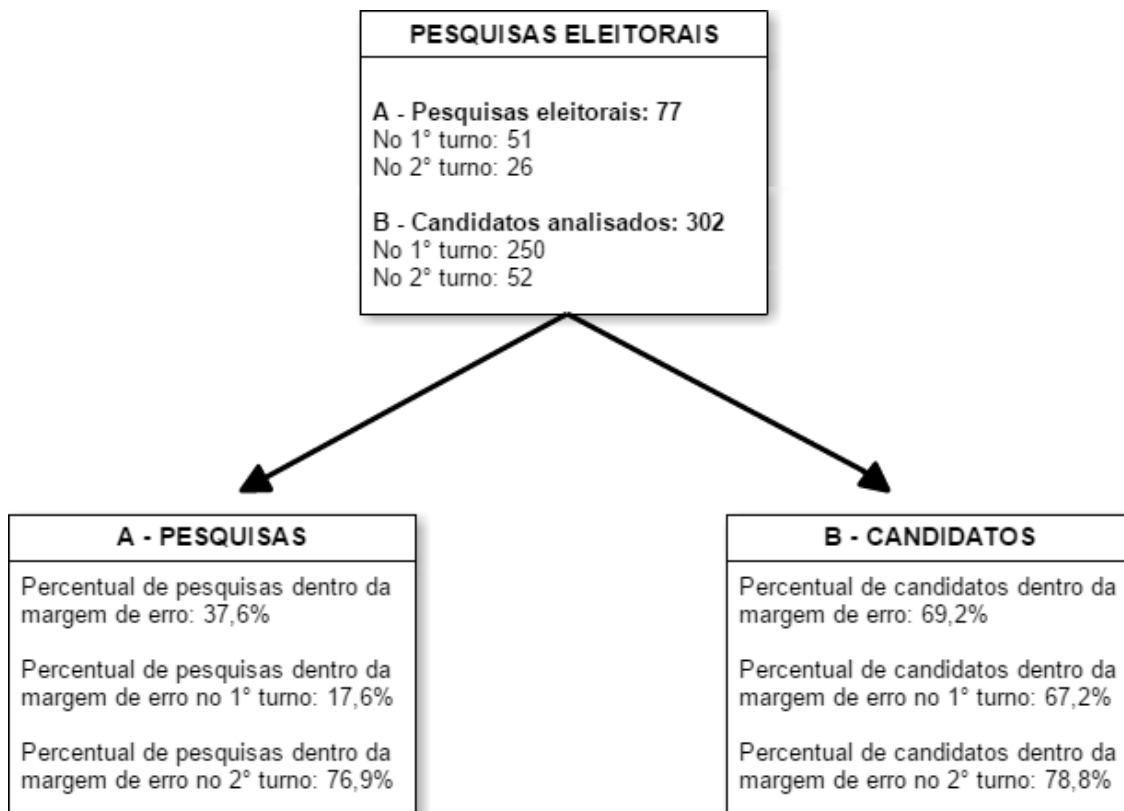 PESQUISAS ELEITORAIS
A - Pesquisas eleitorais: 77
No 1° turno: 51
No 2° turno: 26
B - Candidatos analisados: 302
No 1° turno: 250
No 2° turno: 52
A - PESQUISAS
Percentual de pesquisas dentro da
margem de erro: 37,6%
Percentual de pesquisas dentro da
margem de erro no 1° turno: 17,6%
Percentual de pesquisas dentro da
margem de erro no 2° turno: 76,9%
B - CANDIDATOS
Percentual de candidatos dentro da
margem de erro: 69,2%
Percentual de candidatos dentro da
margem de erro no 1° turno: 67,2%
Percentual de candidatos dentro da
margem de erro no 2° turno: 78,8%